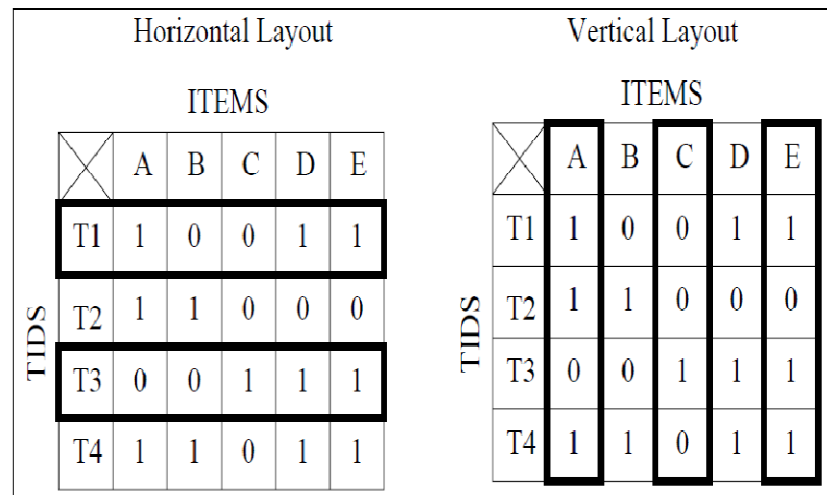 Horizontal Layout
ITEMS
A B C D E
T1 1 0 0 1 1
T2 1 1 0 0 0
T3 0 0 1 1 1
T4 1 1 0 1 1
TIDS
Vertical Layout
ITEMS
A B C D E
T1 1 0 0 1 1
T2 1 1 0 0 0
T3 0 0 1 1 1
T4 1 1 0 1 1
TIDS